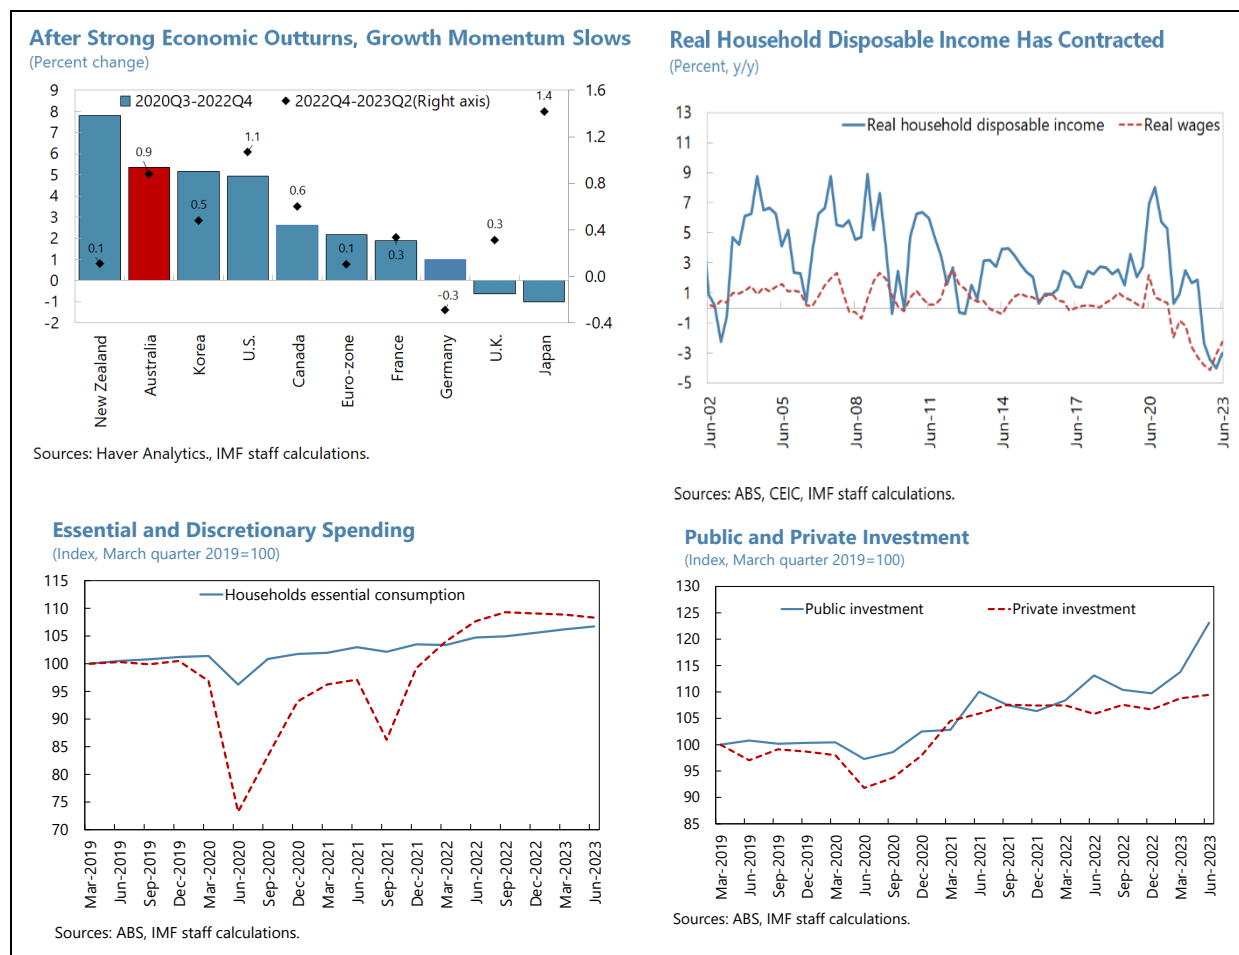 After Strong Economic Outturns, Growth Momentum Slows
(Percent change)
9
8
7
6
5
4
3
2
1
0
-1
-2
2020Q3-2022Q4
2022Q4-2023Q2(Right axis)
1.6
1.2
0.8
0.4
0.0
-0.4
0.1
0.9
0.5
1.1
0.6
0.1
0.3
-0.3
0.3
1.4
New Zealand
Australia
Korea
U.S.
Canada
Euro-zone
France
Germany
U.K.
Japan
Sources: Haver Analytics., IMF staff calculations.
Real Household Disposable Income Has Contracted
(Percent, y/y)
13
9
7
5
3
1
-1
-3
-5
Real household disposable income
Real wages
Jun-02
Jun-05
Jun-08
Jun-11
Jun-14
Jun-17
Jun-20
Jun-23
Sources: ABS, CEIC, IMF staff calculations.
Essential and Discretionary Spending
(Index, March quarter 2019=100)
115
110
105
100
95
90
85
80
75
70
Households essential consumption
Mar-2019
Jun-2019
Sep-2019
Dec-2019
Mar-2020
Jun-2020
Sep-2020
Dec-2020
Mar-2021
Jun-2021
Sep-2021
Dec-2021
Mar-2022
Jun-2022
Sep-2022
Dec-2022
Mar-2023
Jun-2023
Sources: ABS, IMF staff calculations.
Public and Private Investment
(Index, March quarter 2019=100)
130
125
120
115
110
105
100
95
90
85
Public investment
Private investment
Mar-2019
Jun-2019
Sep-2019
Dec-2019
Mar-2020
Jun-2020
Sep-2020
Dec-2020
Mar-2021
Jun-2021
Sep-2021
Dec-2021
Mar-2022
Jun-2022
Sep-2022
Dec-2022
Mar-2023
Jun-2023
Sources: ABS, IMF staff calculations.